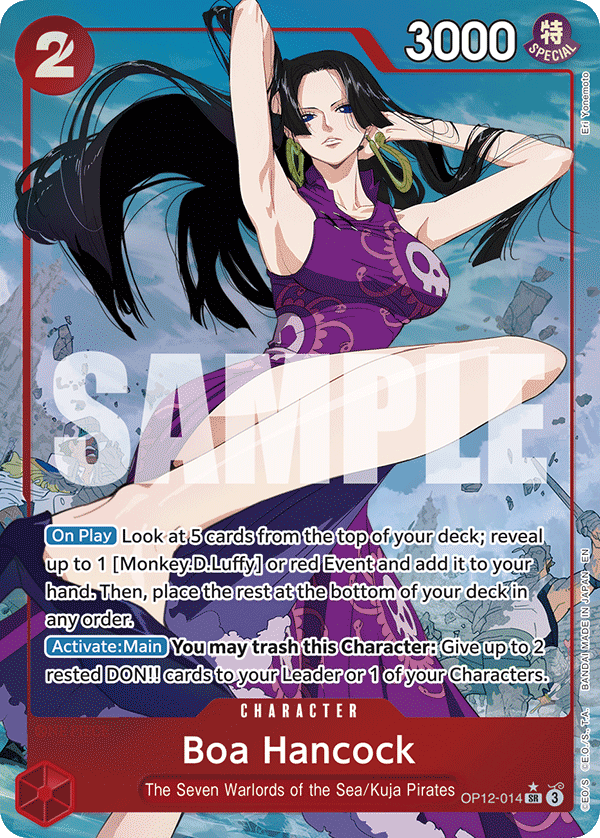 2
3000
特
SPECIAL
Eri Yonemoto
SAMPLE
On Play Look at 5 cards from the top of your deck; reveal
up to 1 [Monkey.D.Luffy] or red Event and add it to your
hand. Then, place the rest at the bottom of your deck in
any order.
Activate:Main You may trash this Character: Give up to 2
rested DON!! cards to your Leader or 1 of your Characters.
©E.O/S ©E.O./S.,T.A. BANDAI MADE IN JAPAN EN
CHARACTER
Boa Hancock
The Seven Warlords of the Sea/Kuja Pirates
OP12-014 SR 3